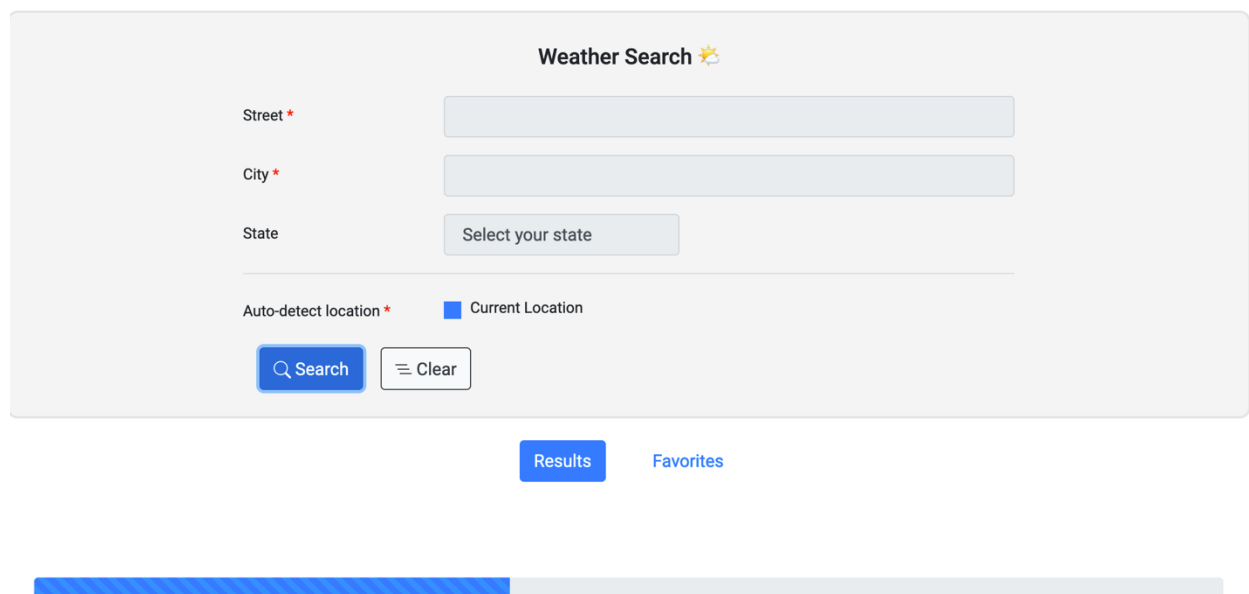 Weather Search 🌤️
Street *
City *
State Select your state
Auto-detect location * Current Location
Search Clear
Results Favorites